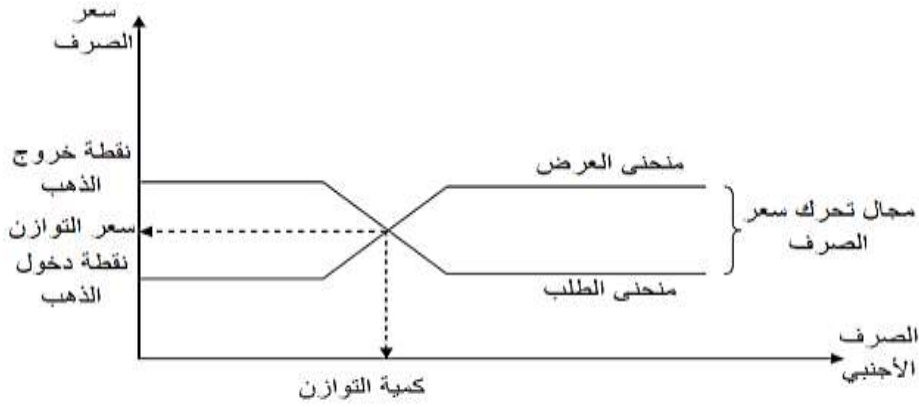 سعر
الصرف
نقطة خروج
الذهب
منحنى العرض
مجال تحرك سعر
الصرف
سعر التوازن
نقطة دخول
الذهب
منحنى الطلب
الصرف
الأجنبي
كمية التوازن